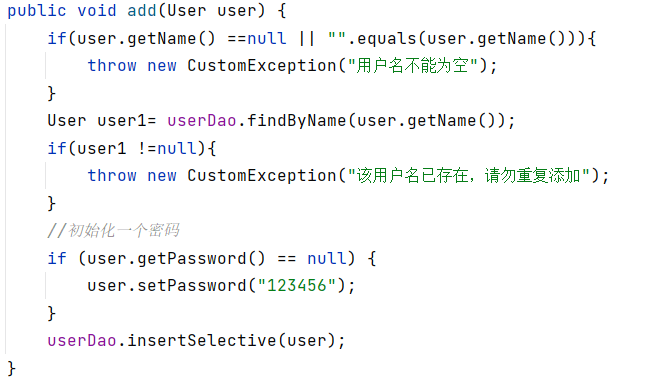 public void add(User user) {
    if(user.getName() ==null || "".equals(user.getName())){
        throw new CustomException("用户名不能为空");
    }
    User user1= userDao.findByName(user.getName());
    if(user1 !=null){
        throw new CustomException("该用户名已存在，请勿重复添加");
    }
    //初始化一个密码
    if (user.getPassword() == null) {
        user.setPassword("123456");
    }
    userDao.insertSelective(user);
}